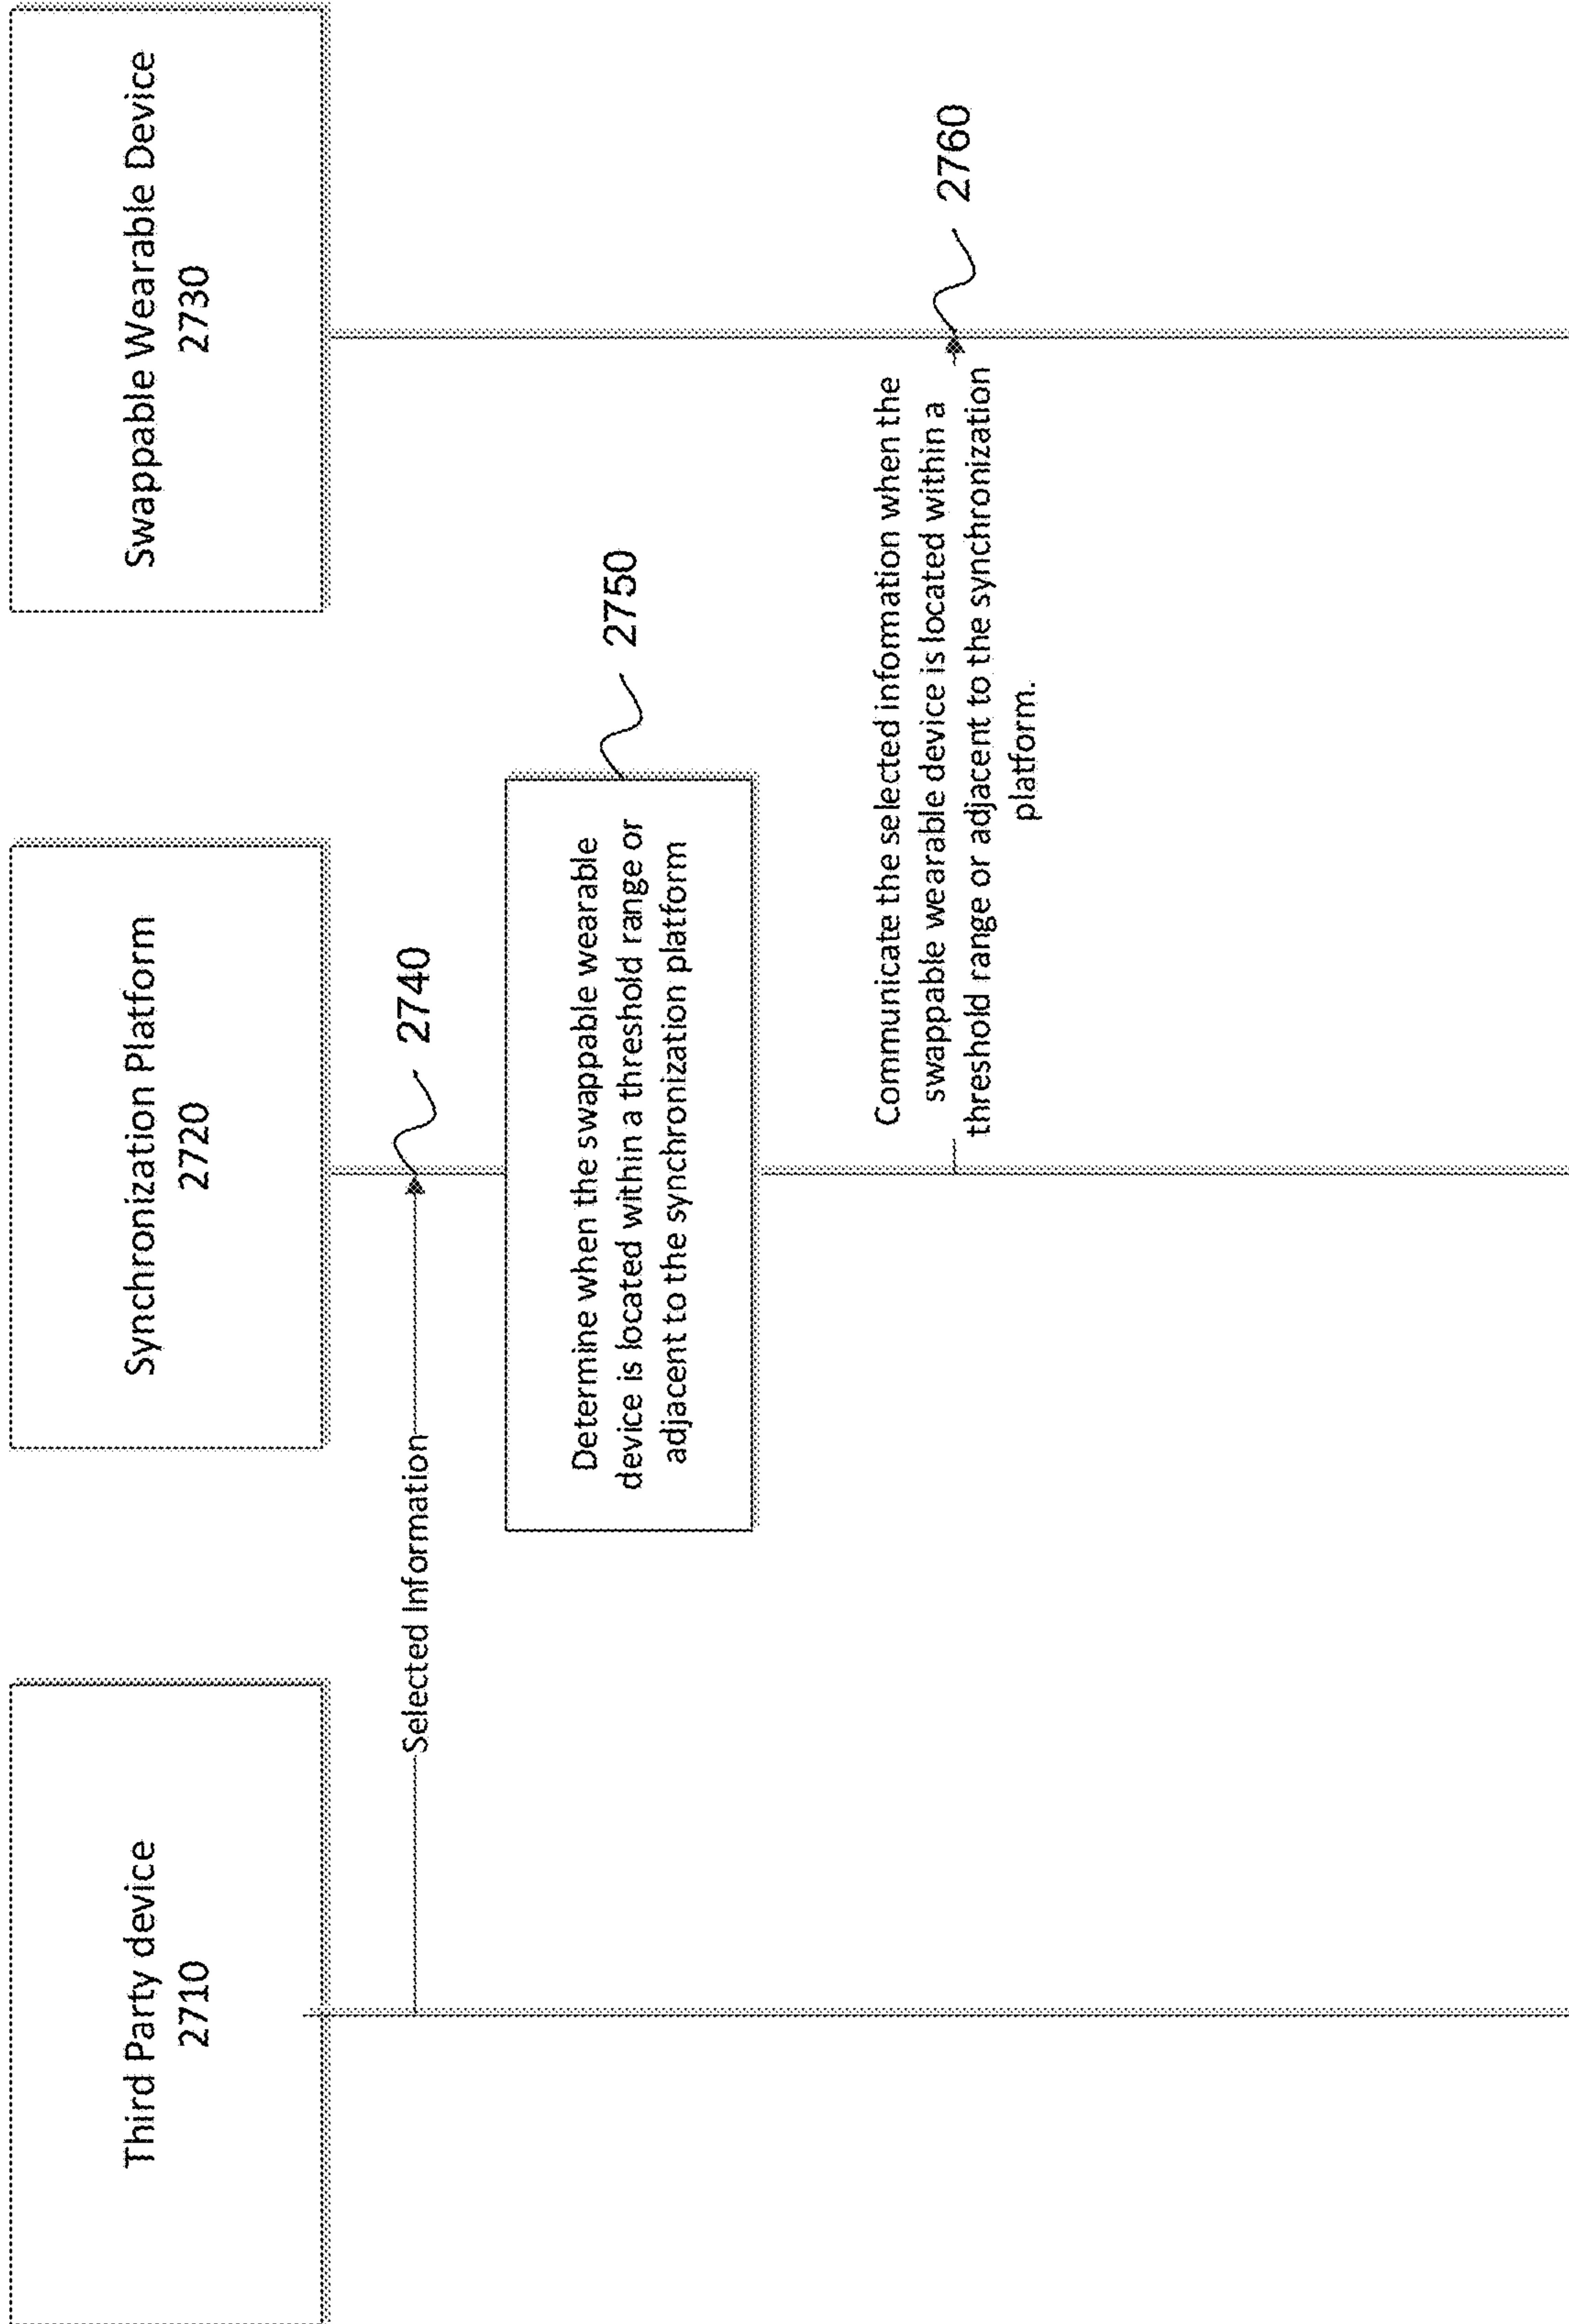 Third Party device
2710
Synchronization Platform
2720
Swappable Wearable Device
2730
Selected Information
2740
Determine when the swappable wearable
device is located within a threshold range or
adjacent to the synchronization platform
2750
Communicate the selected information when the
swappable wearable device is located within a
threshold range or adjacent to the synchronization
platform.
2760